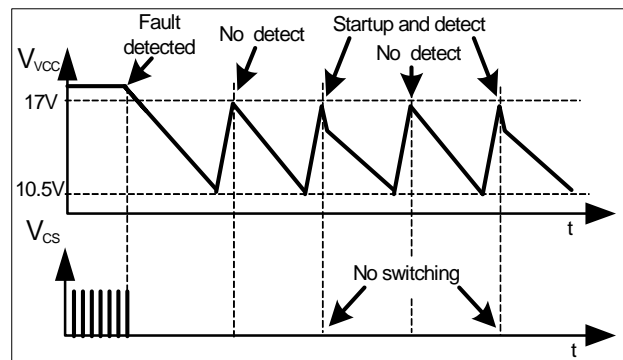 Fault
detected
No detect
Startup and detect
No detect
VVCC
17V
10.5V
t
VCS
No switching
t